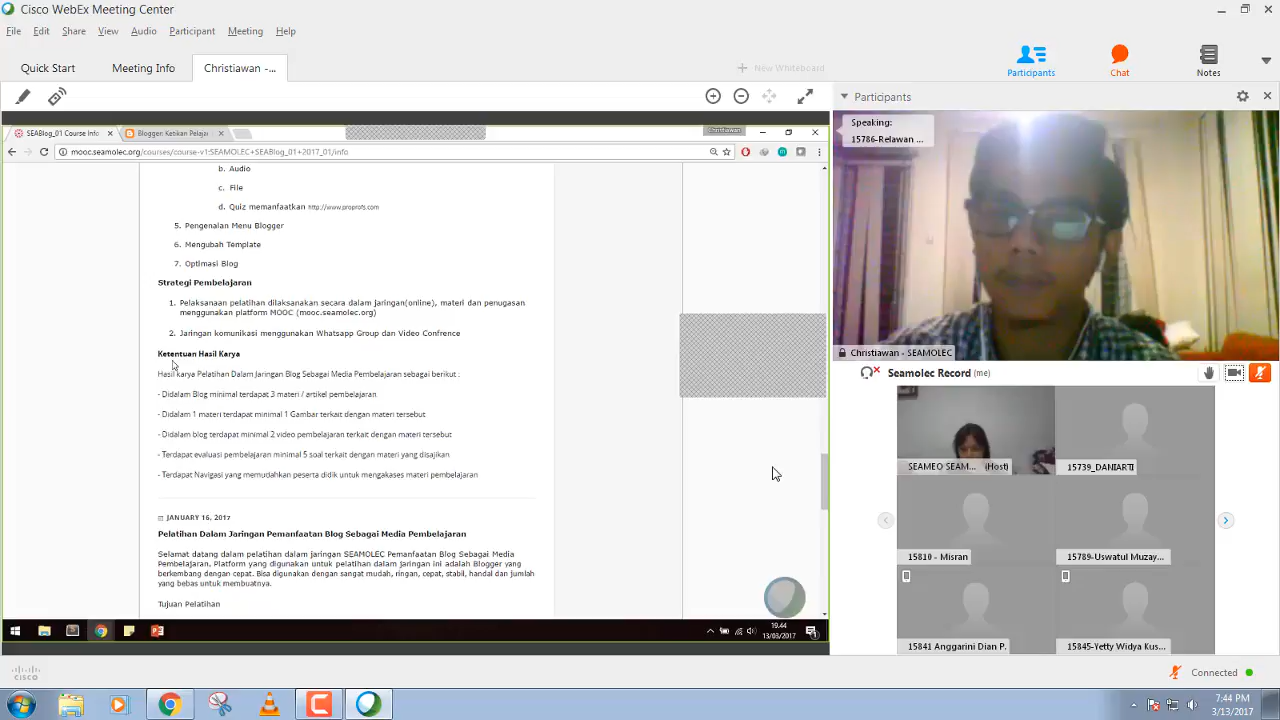 Cisco WebEx Meeting Center
File Edit Share View Audio Participant Meeting Help
Quick Start Meeting Info Christiawan -...
New Whiteboard
Participants Chat Notes
Participants
Speaking:
15786-Relawan ...
Christiawan
SEABlog_01 Course Info
Blogger: Ketikan Pelajar
mooc.seamolec.org/courses/course-v1:SEAMOLEC+SEABlog_01+2017_01/info
b. Audio
c. File
d. Quiz memanfaatkan http://www.proprofs.com
5. Pengenalan Menu Blogger
6. Mengubah Template
7. Optimasi Blog
Strategi Pembelajaran
1. Pelaksanaan pelatihan dilaksanakan secara dalam jaringan(online), materi dan penugasan
menggunakan platform MOOC (mooc.seamolec.org)
2. Jaringan komunikasi menggunakan Whatsapp Group dan Video Confrence
Ketentuan Hasil Karya
Hasil karya Pelatihan Dalam Jaringan Blog Sebagai Media Pembelajaran sebagai berikut :
- Didalam Blog minimal terdapat 3 materi / artikel pembelajaran
- Didalam 1 materi terdapat minimal 1 Gambar terkait dengan materi tersebut
- Didalam blog terdapat minimal 2 video pembelajaran terkait dengan materi tersebut
- Terdapat evaluasi pembelajaran minimal 5 soal terkait dengan materi yang disajikan
- Terdapat Navigasi yang memudahkan peserta didik untuk mengakases materi pembelajaran
JANUARY 16, 2017
Pelatihan Dalam Jaringan Pemanfaatan Blog Sebagai Media Pembelajaran
Selamat datang dalam pelatihan dalam jaringan SEAMOLEC Pemanfaatan Blog Sebagai Media
Pembelajaran. Platform yang digunakan untuk pelatihan dalam jaringan ini adalah Blogger yang
berkembang dengan cepat. Bisa digunakan dengan sangat mudah, ringan, cepat, stabil, handal dan jumlah
yang bebas untuk membuatnya.
Tujuan Pelatihan
19.44
13/03/2017
Christiawan - SEAMOLEC
Seamolec Record (me)
SEAMEO SEAM... (Host)
15739_DANIARTI
15810 - Misran
15789-Uswatul Muzay...
15841 Anggarini Dian P.
15845-Yetty Widya Kus...
cisco
Connected
7:44 PM
3/13/2017